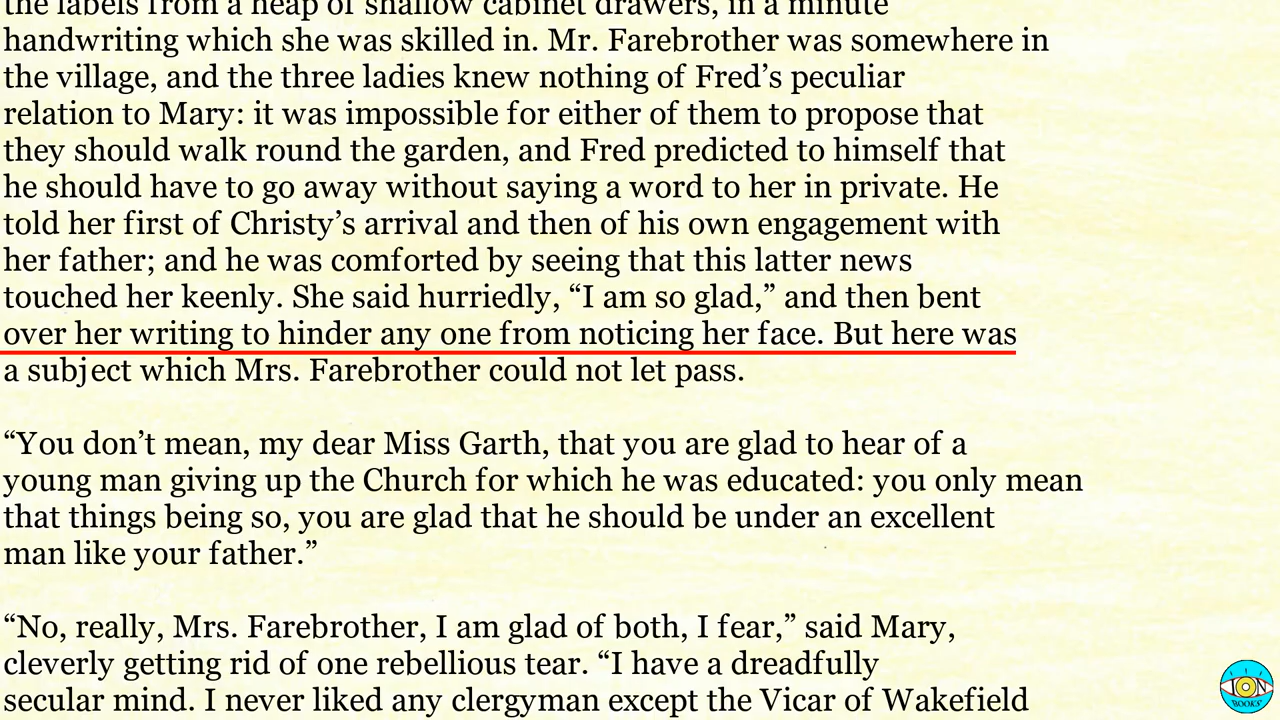 the labels from a heap of shallow cabinet drawers, in a minute
handwriting which she was skilled in. Mr. Farebrother was somewhere in
the village, and the three ladies knew nothing of Fred’s peculiar
relation to Mary: it was impossible for either of them to propose that
they should walk round the garden, and Fred predicted to himself that
he should have to go away without saying a word to her in private. He
told her first of Christy’s arrival and then of his own engagement with
her father; and he was comforted by seeing that this latter news
touched her keenly. She said hurriedly, “I am so glad,” and then bent
over her writing to hinder any one from noticing her face. But here was
a subject which Mrs. Farebrother could not let pass.
“You don’t mean, my dear Miss Garth, that you are glad to hear of a
young man giving up the Church for which he was educated: you only mean
that things being so, you are glad that he should be under an excellent
man like your father.”
“No, really, Mrs. Farebrother, I am glad of both, I fear,” said Mary,
cleverly getting rid of one rebellious tear. “I have a dreadfully
secular mind. I never liked any clergyman except the Vicar of Wakefield
ION
BOOKS